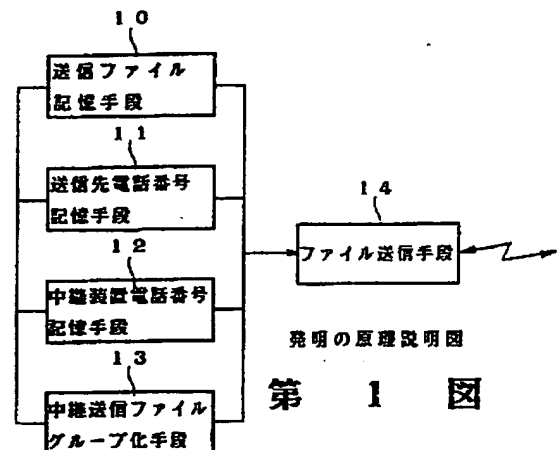 10
送信ファイル
記憶手段
11
送信先電話番号
記憶手段
12
中継装置電話番号
記憶手段
13
中継送信ファイル
グループ化手段
14
ファイル送信手段
発明の原理説明図
第 1 図